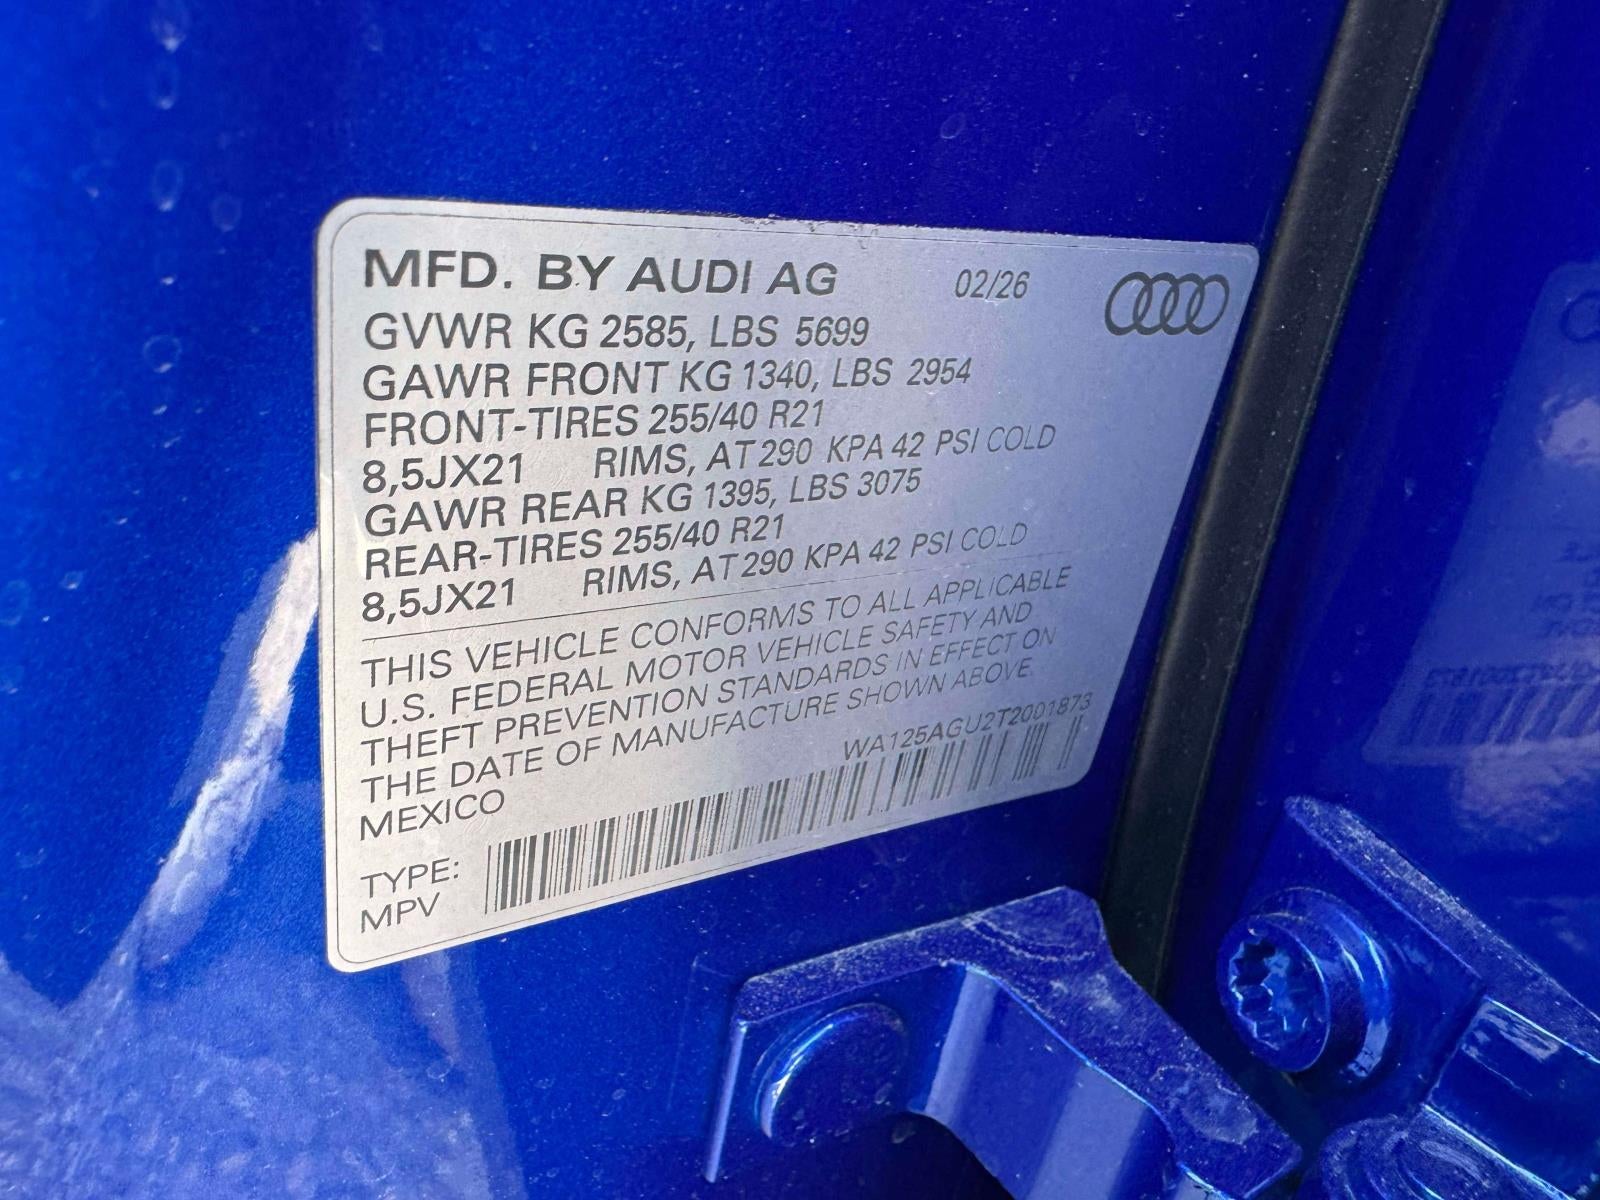 MFD. BY AUDI AG 02/26
GVWR KG 2585, LBS 5699
GAWR FRONT KG 1340, LBS 2954
FRONT-TIRES 255/40 R21
8,5JX21 RIMS, AT 290 KPA 42 PSI COLD
GAWR REAR KG 1395, LBS 3075
REAR-TIRES 255/40 R21
8,5JX21 RIMS, AT 290 KPA 42 PSI COLD
THIS VEHICLE CONFORMS TO ALL APPLICABLE
U.S. FEDERAL MOTOR VEHICLE SAFETY AND
THEFT PREVENTION STANDARDS IN EFFECT ON
THE DATE OF MANUFACTURE SHOWN ABOVE.
MEXICO
WA125AGU2T2001873
TYPE:
MPV